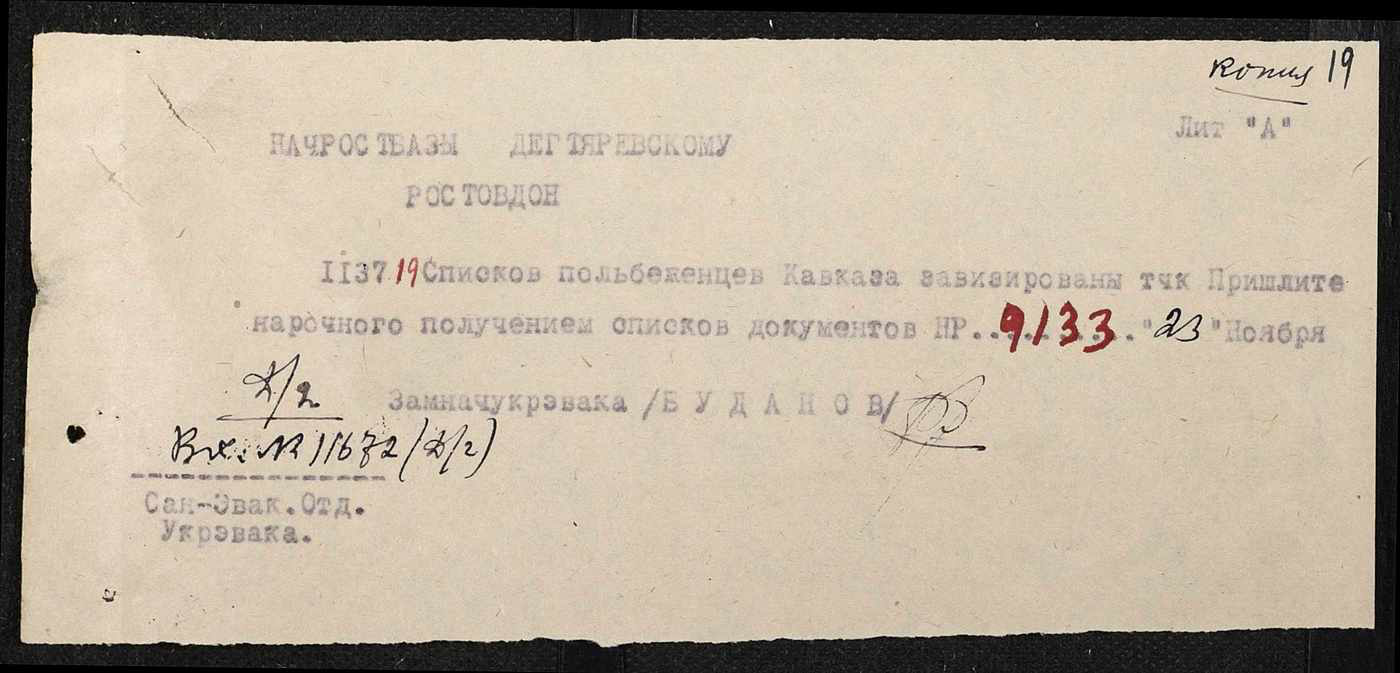 копия 19
Лит "А"
НАЧРОСТБАЗЫ ДЕГТЯРЕВСКОМУ
РОСТОВДОН
II37 19 Списков польбеженцев Кавказа завизированы тчк Пришлите
нарочного получением списков документов НР..9133.."23"Ноября
Д/2
Замначукрэвака /Б У Д А Н О В/
Вх. № 11672 (Д/2)
Сан-Эвак.Отд.
Укрэвака.